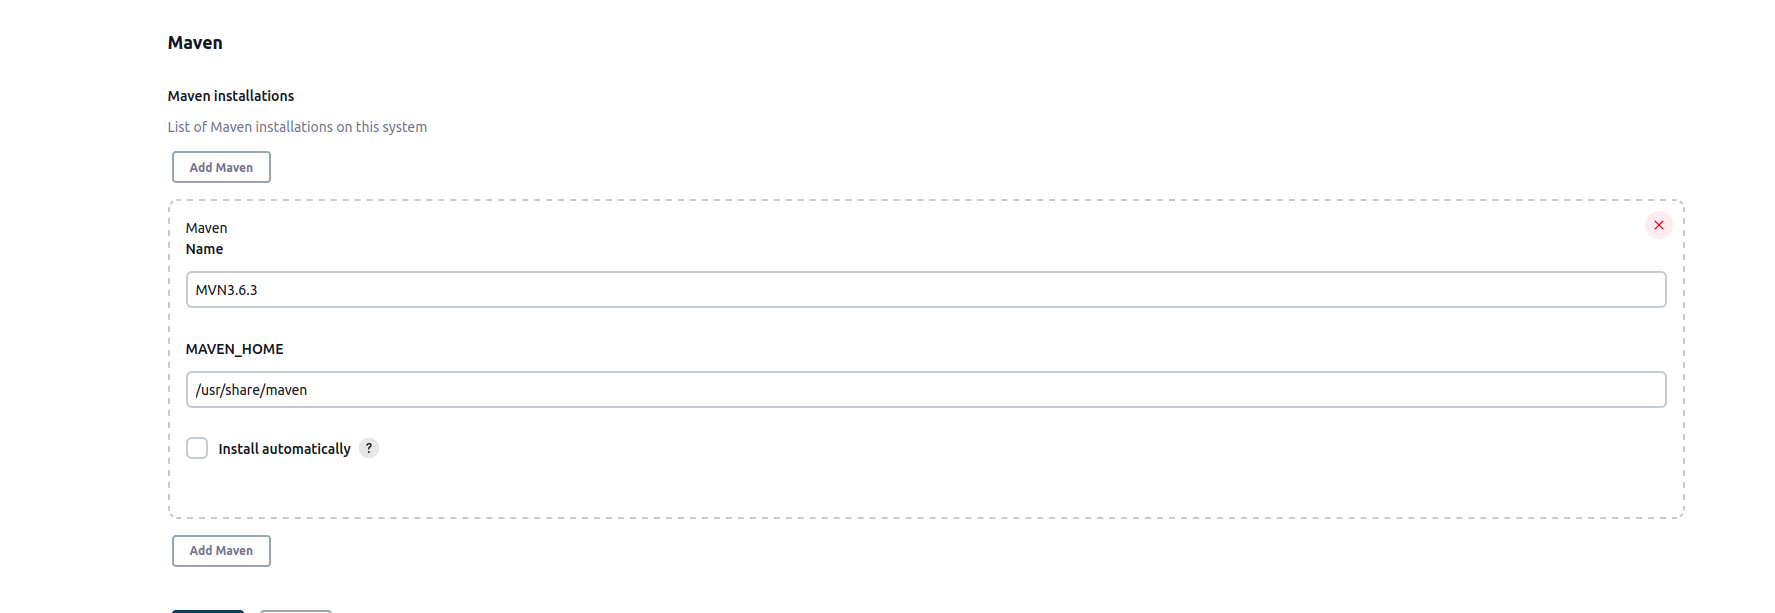 Maven
Maven installations
List of Maven installations on this system
Add Maven
Maven
Name
MVN3.6.3
MAVEN_HOME
/usr/share/maven
Install automatically ?
Add Maven